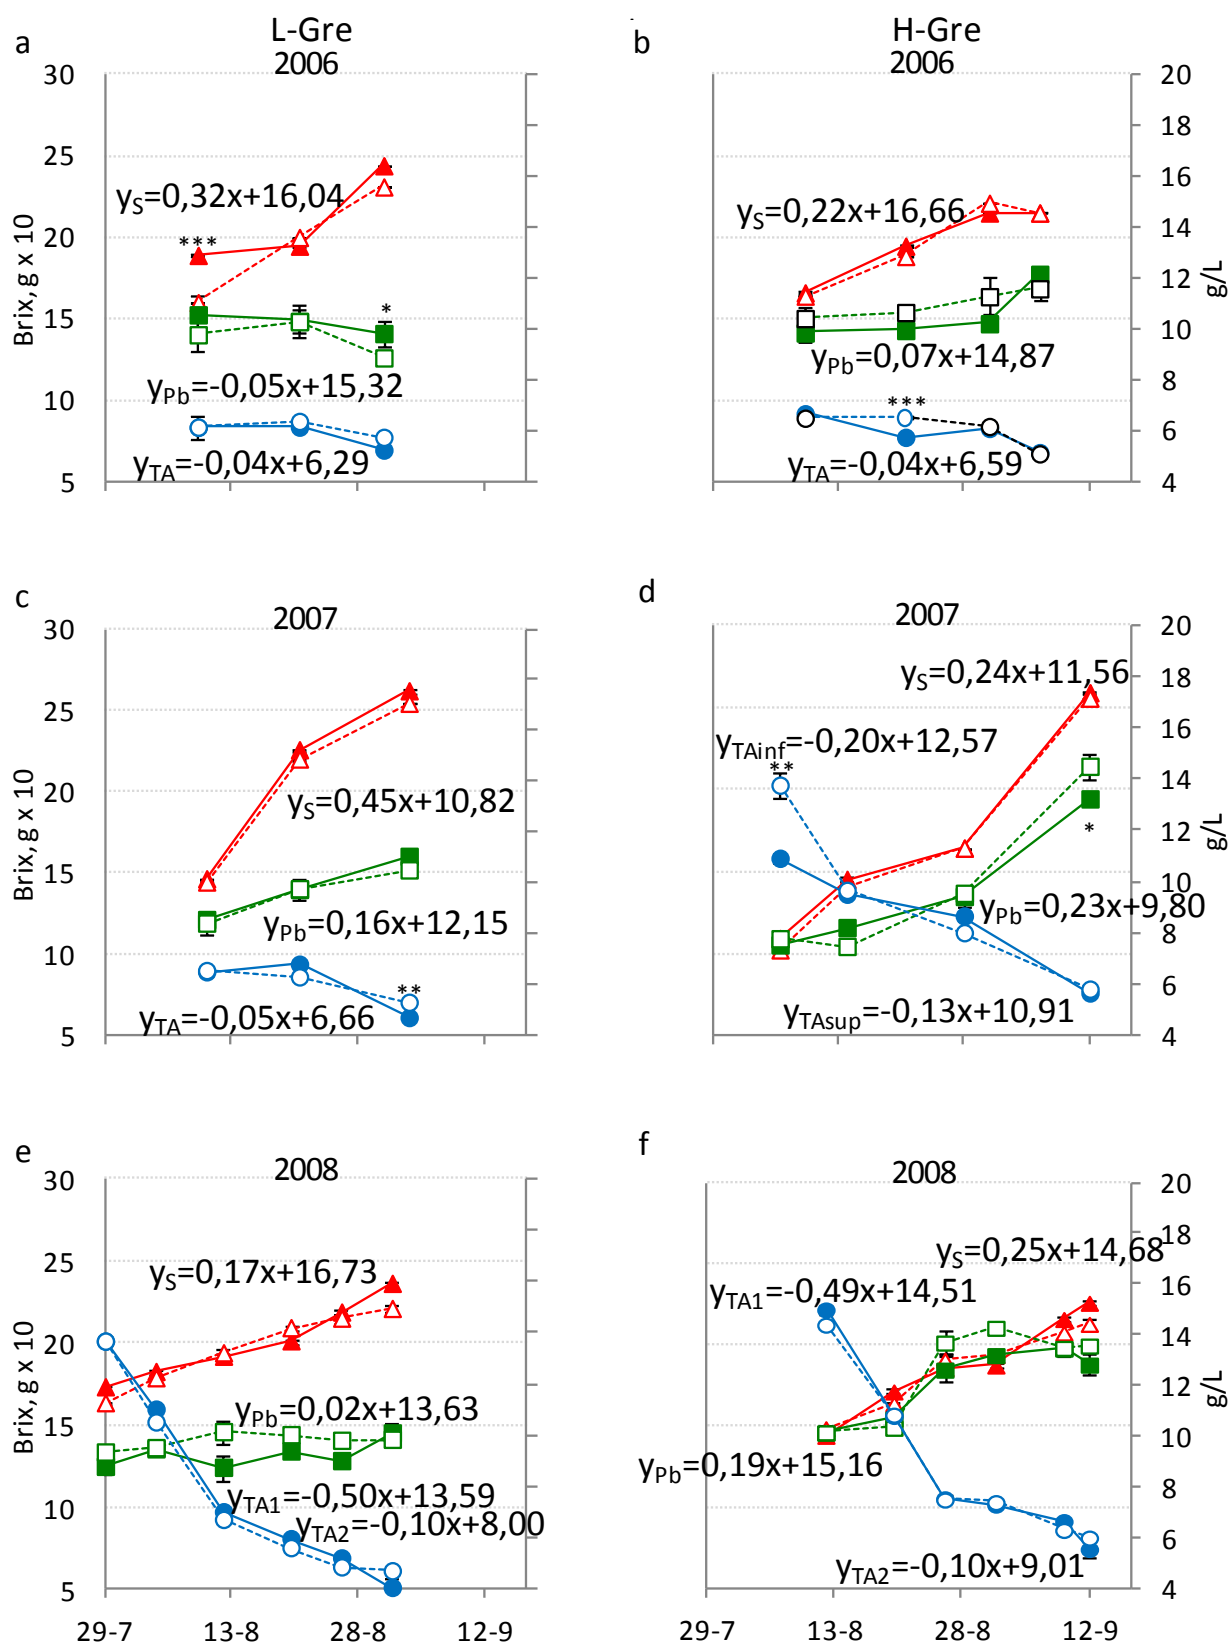 L-Gre
H-Gre
a
2006
b
2006
30
25
20
15
10
5
Brix, g x 10
yS=0,32x+16,04
***
*
yPb=-0,05x+15,32
yTA=-0,04x+6,29
yS=0,22x+16,66
yPb=0,07x+14,87
***
yTA=-0,04x+6,59
20
18
16
14
12
10
8
6
4
g/L
c
2007
d
2007
30
25
20
15
10
5
Brix, g x 10
yS=0,45x+10,82
yPb=0,16x+12,15
**
yTA=-0,05x+6,66
yS=0,24x+11,56
yTAinf=-0,20x+12,57
**
*
yPb=0,23x+9,80
yTAsup=-0,13x+10,91
20
18
16
14
12
10
8
6
4
g/L
e
2008
f
2008
30
25
20
15
10
5
Brix, g x 10
yS=0,17x+16,73
yPb=0,02x+13,63
yTA1=-0,50x+13,59
yTA2=-0,10x+8,00
29-7
13-8
28-8
12-9
yS=0,25x+14,68
yTA1=-0,49x+14,51
yPb=0,19x+15,16
yTA2=-0,10x+9,01
20
18
16
14
12
10
8
6
4
g/L
29-7
13-8
28-8
12-9